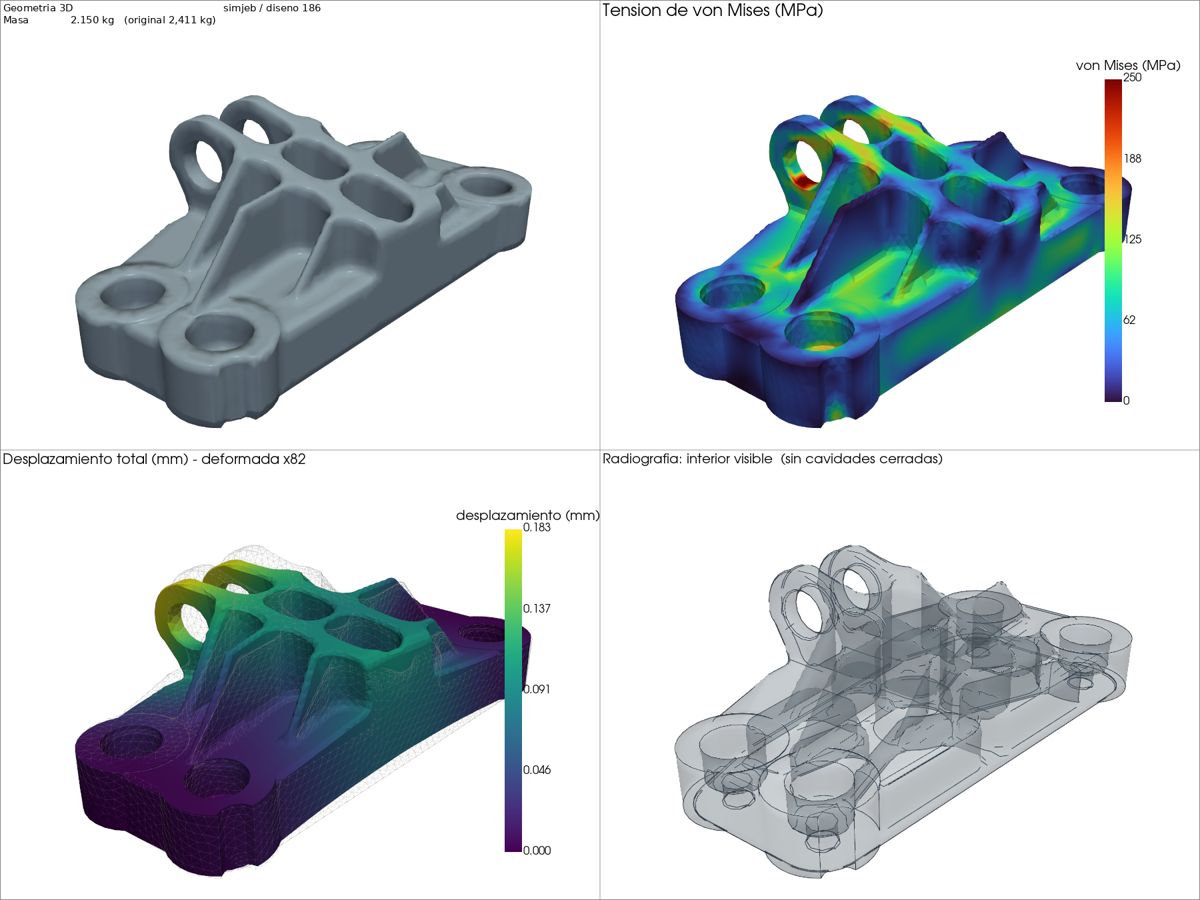 Geometria 3D simjeb / diseno 186
Masa 2.150 kg (original 2,411 kg)
Tension de von Mises (MPa)
von Mises (MPa)
250
188
125
62
0
Desplazamiento total (mm) - deformada x82
desplazamiento (mm)
0.183
0.137
0.091
0.046
0.000
Radiografia: interior visible (sin cavidades cerradas)